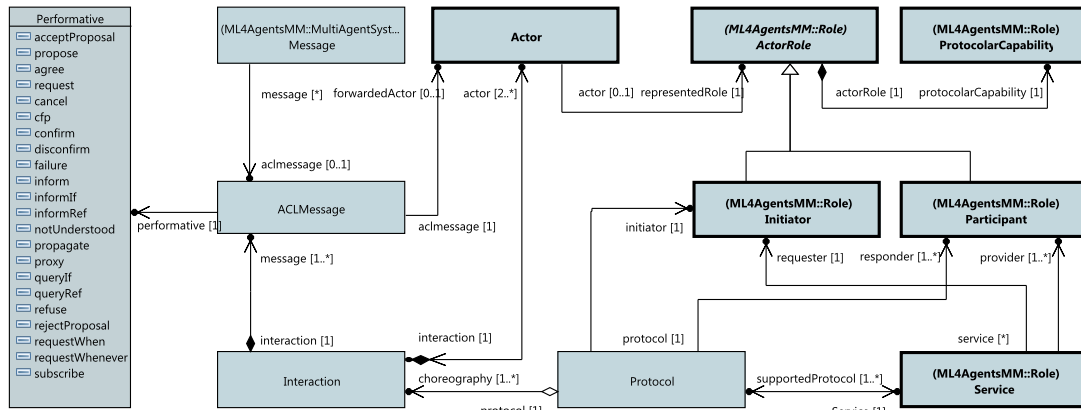 Performative
acceptProposal
propose
agree
request
cancel
cfp
confirm
disconfirm
failure
inform
informIf
informRef
notUnderstood
propagate
proxy
queryIf
queryRef
refuse
rejectProposal
requestWhen
requestWhenever
subscribe
(ML4AgentsMM::MultiAgentSyst...
Message
Actor
(ML4AgentsMM::Role)
ActorRole
(ML4AgentsMM::Role)
ProtocolarCapability
message [*]
forwardedActor [0..1]
actor [2..*]
actor [0..1]
representedRole [1]
actorRole [1]
protocolarCapability [1]
aclmessage [0..1]
ACLMessage
performative [1]
aclmessage [1]
(ML4AgentsMM::Role)
Initiator
(ML4AgentsMM::Role)
Participant
initiator [1]
message [1..*]
requester [1]
responder [1..*]
provider [1..*]
interaction [1]
interaction [1]
protocol [1]
service [*]
Interaction
choreography [1..*]
protocol [1]
Protocol
supportedProtocol [1..*]
Service [1]
(ML4AgentsMM::Role)
Service